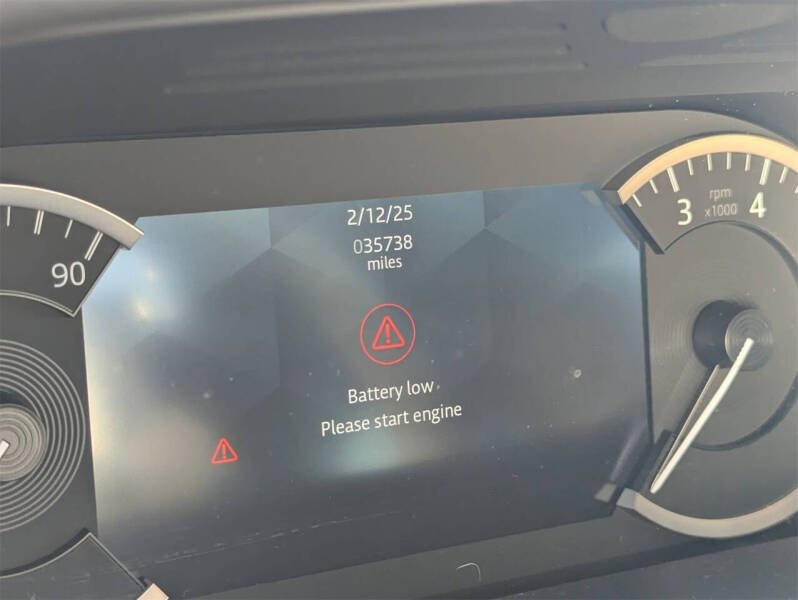 2/12/25
035738
miles
90
rpm
x1000
3
4
Battery low
Please start engine